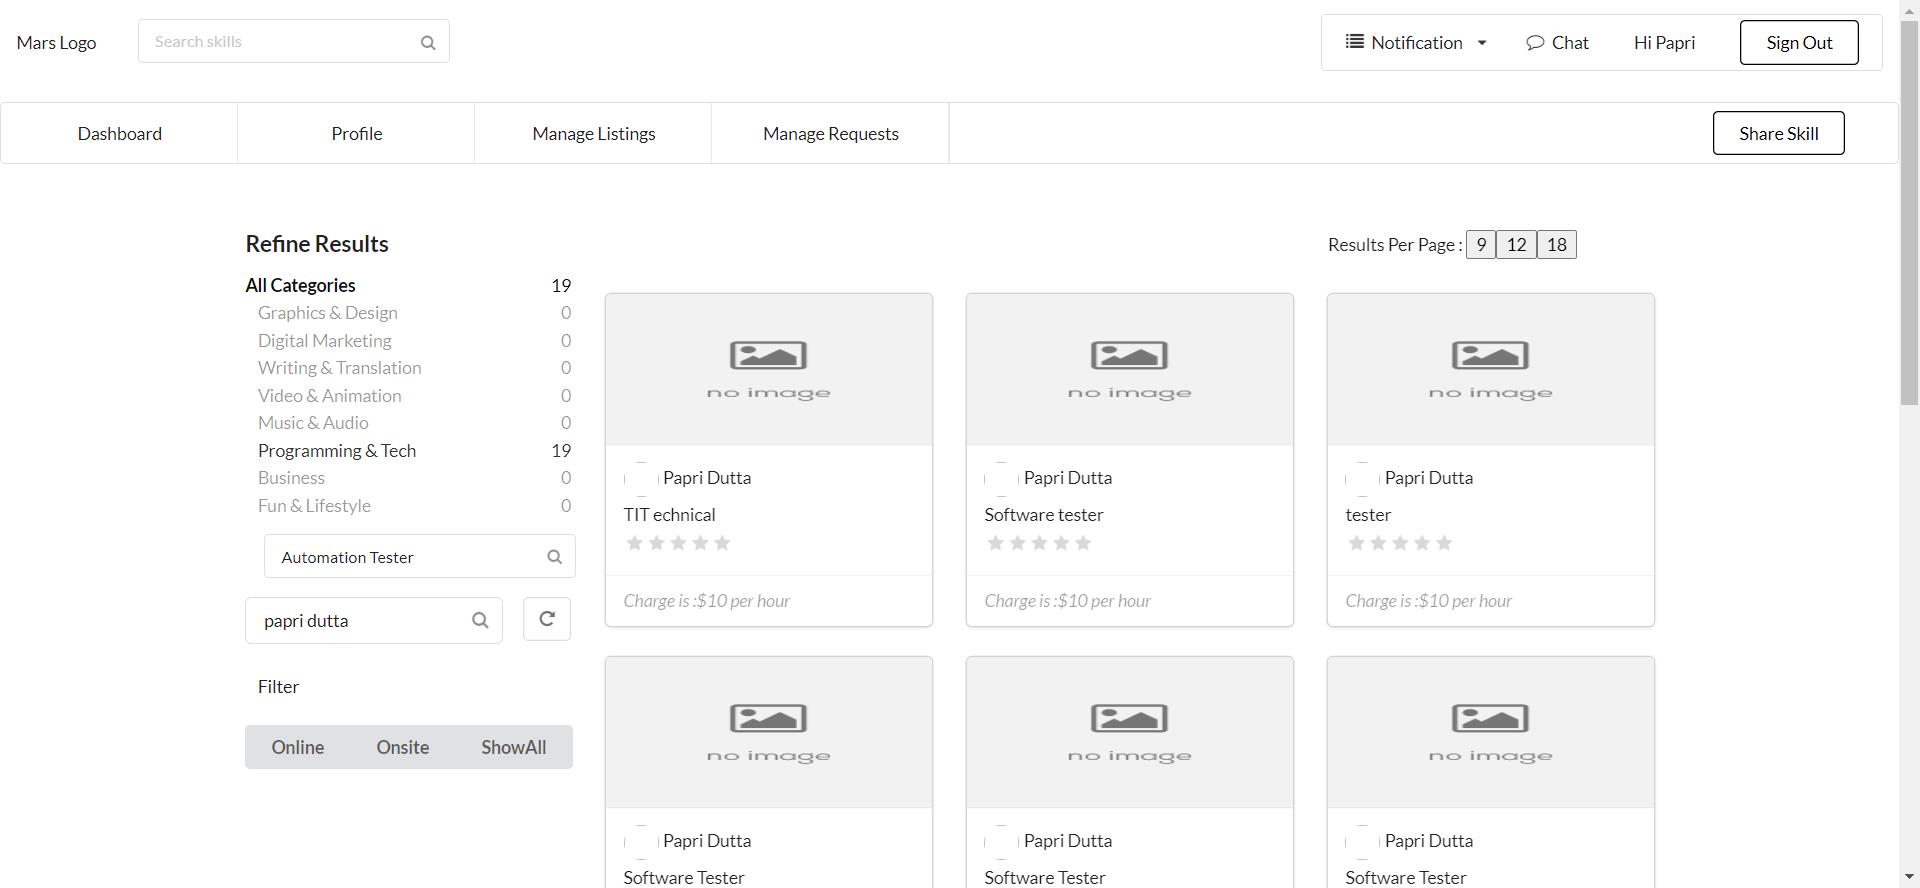 Mars Logo
Search skills
Notification
Chat
Hi Papri
Sign Out
Dashboard
Profile
Manage Listings
Manage Requests
Share Skill
Refine Results
Results Per Page : 9 12 18
All Categories 19
Graphics & Design 0
Digital Marketing 0
Writing & Translation 0
Video & Animation 0
Music & Audio 0
Programming & Tech 19
Business 0
Fun & Lifestyle 0
Automation Tester
papri dutta
Filter
Online
Onsite
ShowAll
no image
Papri Dutta
TIT echnical
Charge is :$10 per hour
no image
Papri Dutta
Software tester
Charge is :$10 per hour
no image
Papri Dutta
tester
Charge is :$10 per hour
no image
Papri Dutta
Software Tester
no image
Papri Dutta
Software Tester
no image
Papri Dutta
Software Tester